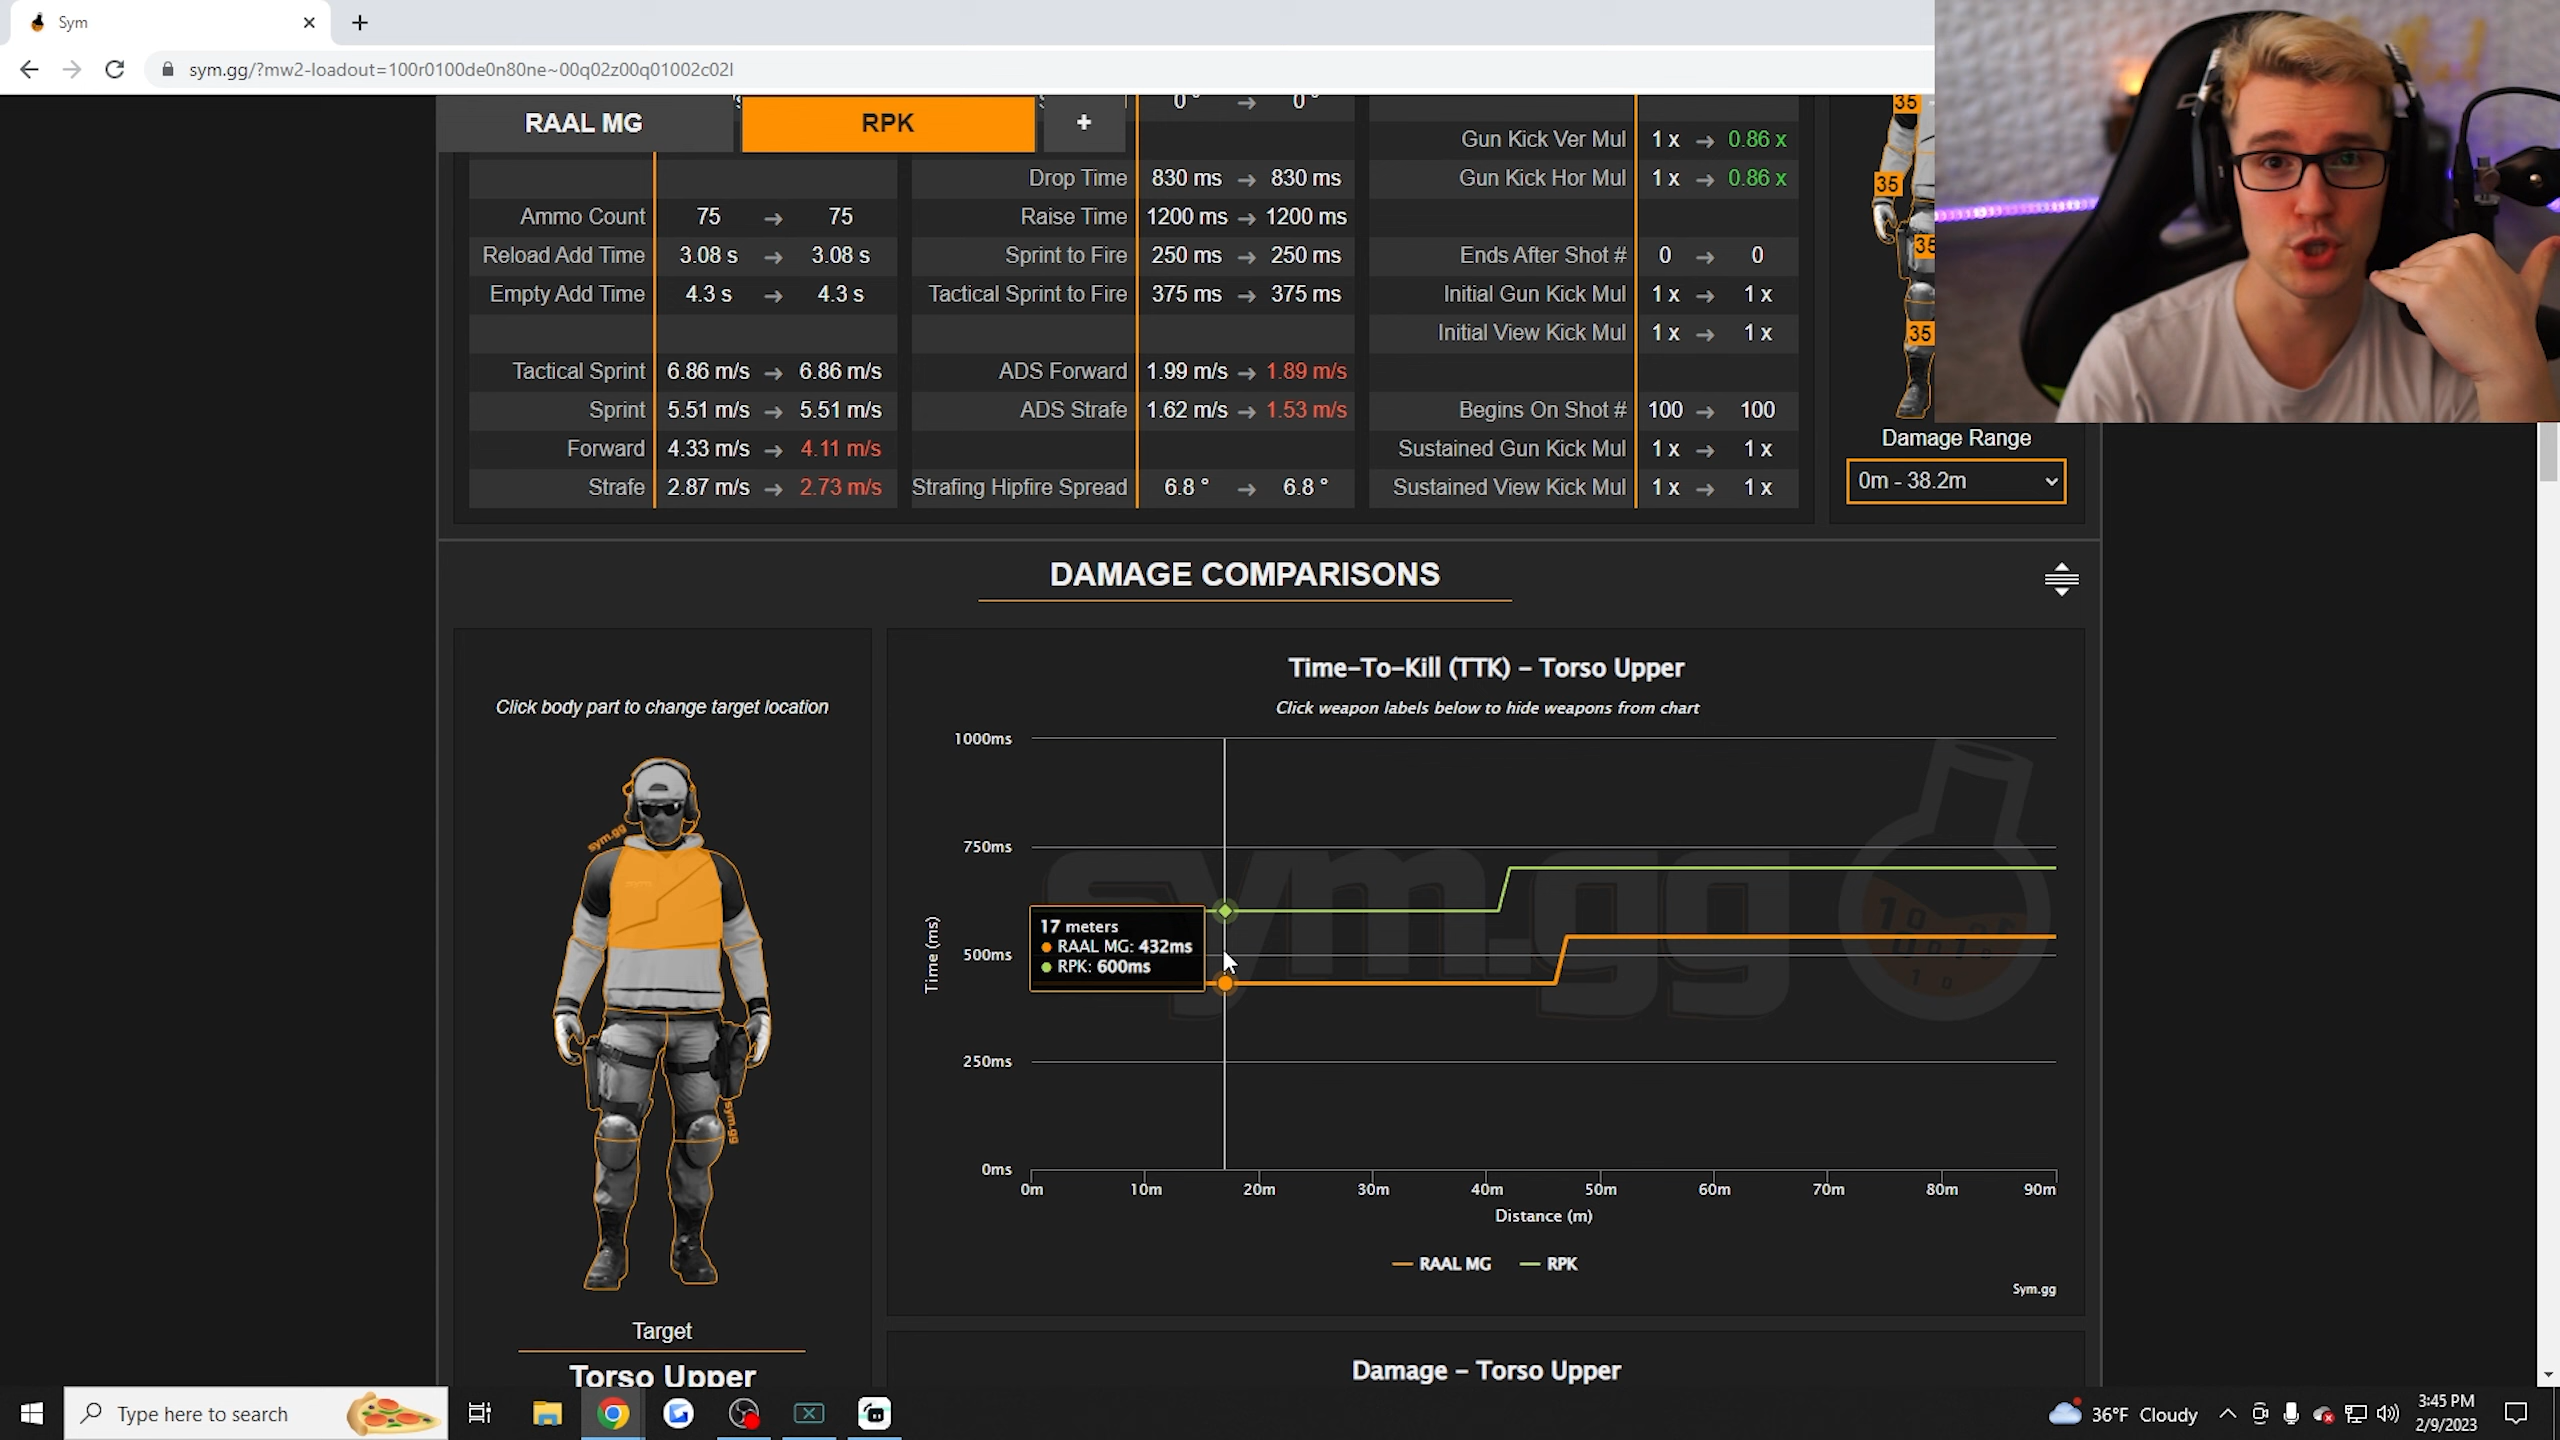 Sym
sym.gg/?mw2-loadout=100r0100de0n80ne~00q02z00q01002c02l
RAAL MG
RPK
+
0 ° → 0 °
35
Gun Kick Ver Mul 1 x → 0.86 x
Drop Time 830 ms → 830 ms
Gun Kick Hor Mul 1 x → 0.86 x
35
Ammo Count 75 → 75
Raise Time 1200 ms → 1200 ms
Reload Add Time 3.08 s → 3.08 s
Sprint to Fire 250 ms → 250 ms
Ends After Shot # 0 → 0
35
Empty Add Time 4.3 s → 4.3 s
Tactical Sprint to Fire 375 ms → 375 ms
Initial Gun Kick Mul 1 x → 1 x
Initial View Kick Mul 1 x → 1 x
35
Tactical Sprint 6.86 m/s → 6.86 m/s
ADS Forward 1.99 m/s → 1.89 m/s
Sprint 5.51 m/s → 5.51 m/s
ADS Strafe 1.62 m/s → 1.53 m/s
Begins On Shot # 100 → 100
Forward 4.33 m/s → 4.11 m/s
Sustained Gun Kick Mul 1 x → 1 x
Damage Range
Strafe 2.87 m/s → 2.73 m/s
Strafing Hipfire Spread 6.8 ° → 6.8 °
Sustained View Kick Mul 1 x → 1 x
0m - 38.2m
DAMAGE COMPARISONS
Click body part to change target location
sym.gg
sym.gg
Target
Torso Upper
Time-To-Kill (TTK) - Torso Upper
Click weapon labels below to hide weapons from chart
1000ms
750ms
500ms
250ms
0ms
Time (ms)
sym.gg
17 meters
RAAL MG: 432ms
RPK: 600ms
0m 10m 20m 30m 40m 50m 60m 70m 80m 90m
Distance (m)
RAAL MG RPK
Sym.gg
Damage - Torso Upper
Type here to search
36°F Cloudy
3:45 PM
2/9/2023